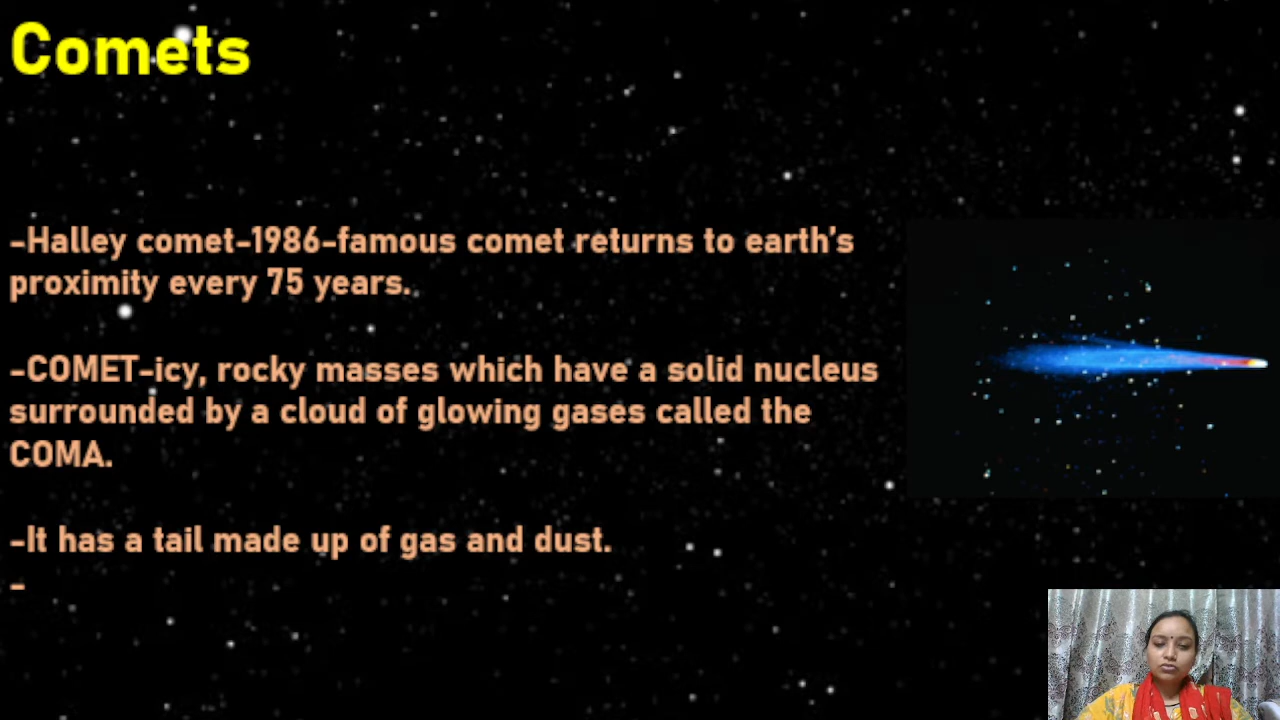 Comets
-Halley comet-1986-famous comet returns to earth's
proximity every 75 years.
-COMET-icy, rocky masses which have a solid nucleus
surrounded by a cloud of glowing gases called the
COMA.
-It has a tail made up of gas and dust.
-